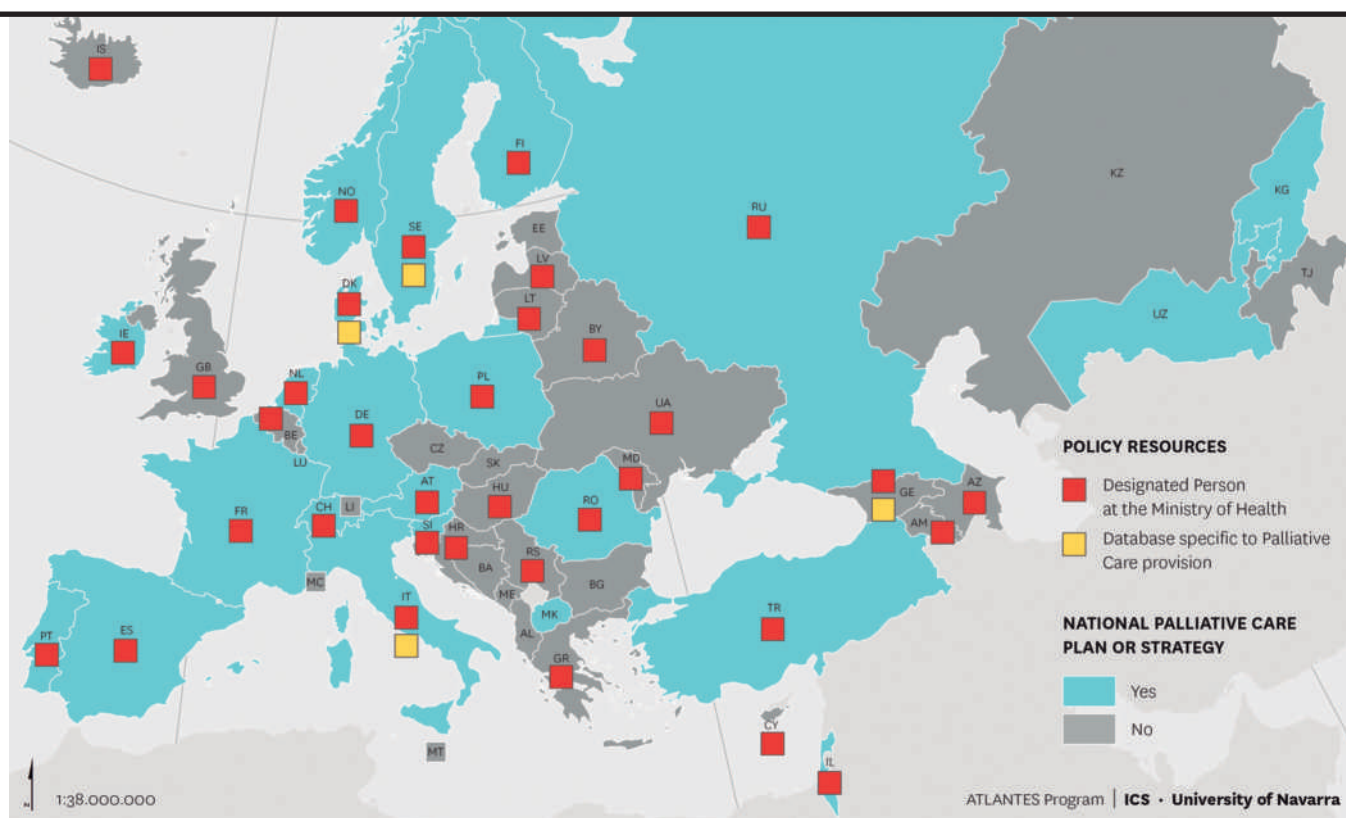 IS
FI
NO
RU
KZ
KG
SE
EE
LV
DK
TJ
LT
UZ
IE
BY
GB
NL
PL
DE
UA
BE
CZ
LU
SK
MD
AT
HU
FR
CH
LI
RO
GE
AZ
SI
HR
AM
RS
BA
MC
BG
ME
IT
MK
TR
PT
ES
AL
GR
CY
MT
IL
POLICY RESOURCES
Designated Person
at the Ministry of Health
Database specific to Palliative
Care provision
NATIONAL PALLIATIVE CARE
PLAN OR STRATEGY
Yes
No
N
1:38.000.000
ATLANTES Program | ICS · University of Navarra